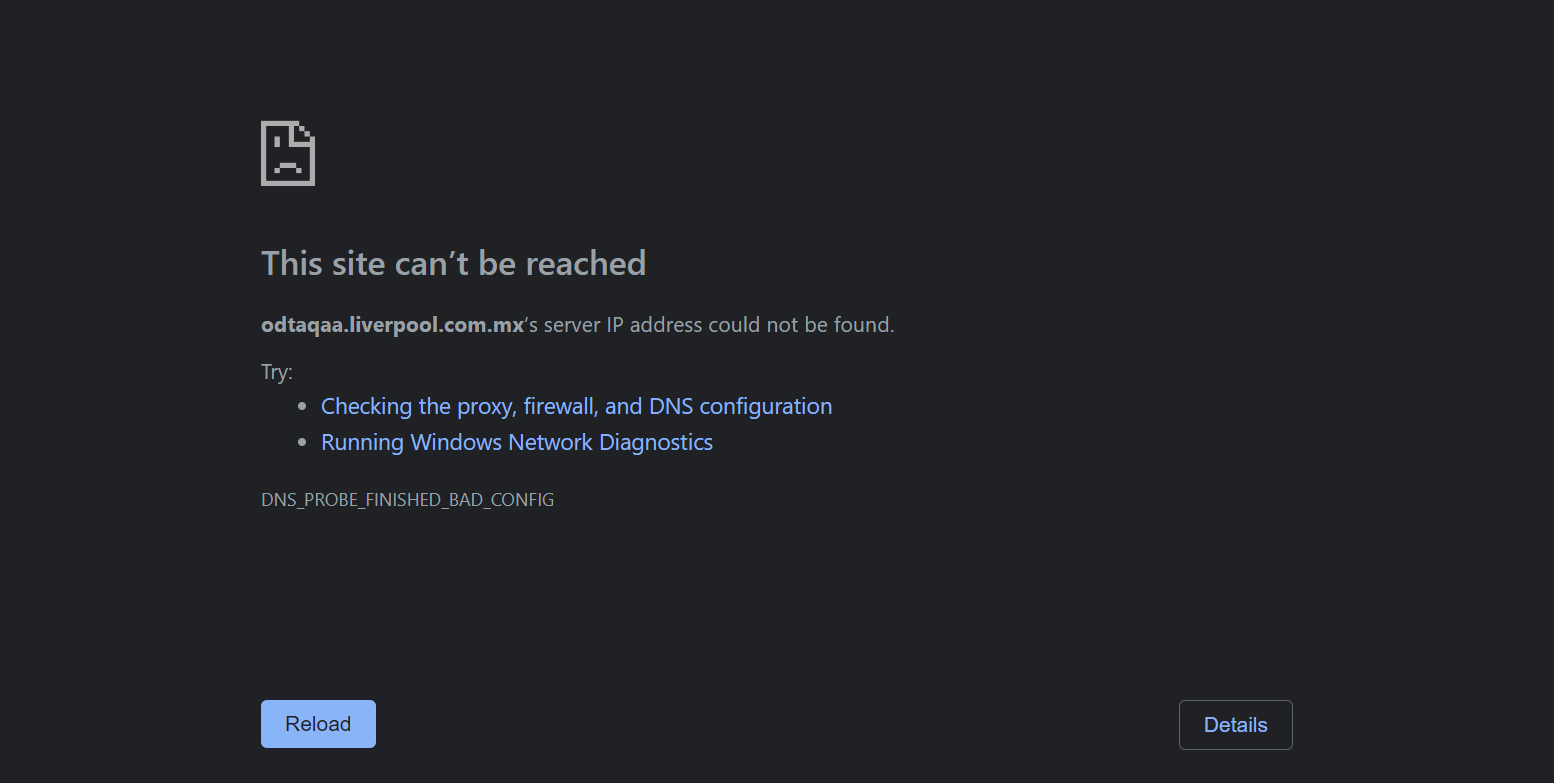 This site can’t be reached
odtaqaa.liverpool.com.mx’s server IP address could not be found.
Try:
Checking the proxy, firewall, and DNS configuration
Running Windows Network Diagnostics
DNS_PROBE_FINISHED_BAD_CONFIG
Reload
Details